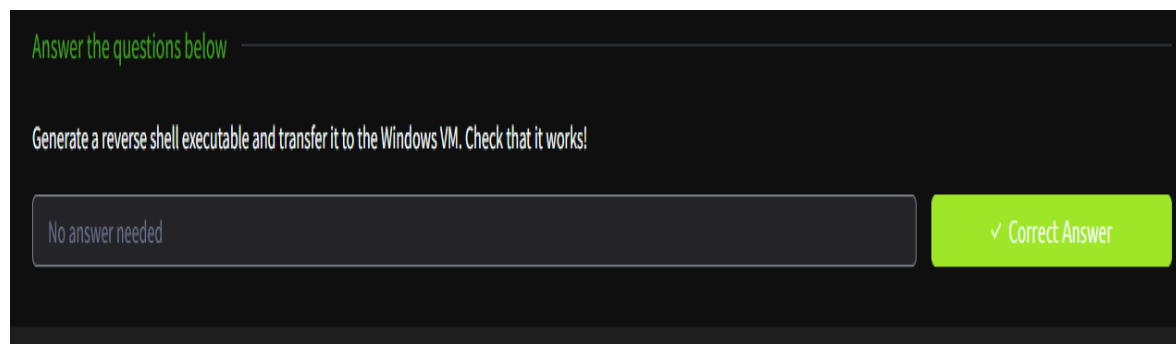 Answer the questions below
Generate a reverse shell executable and transfer it to the Windows VM. Check that it works!
No answer needed
✓ Correct Answer